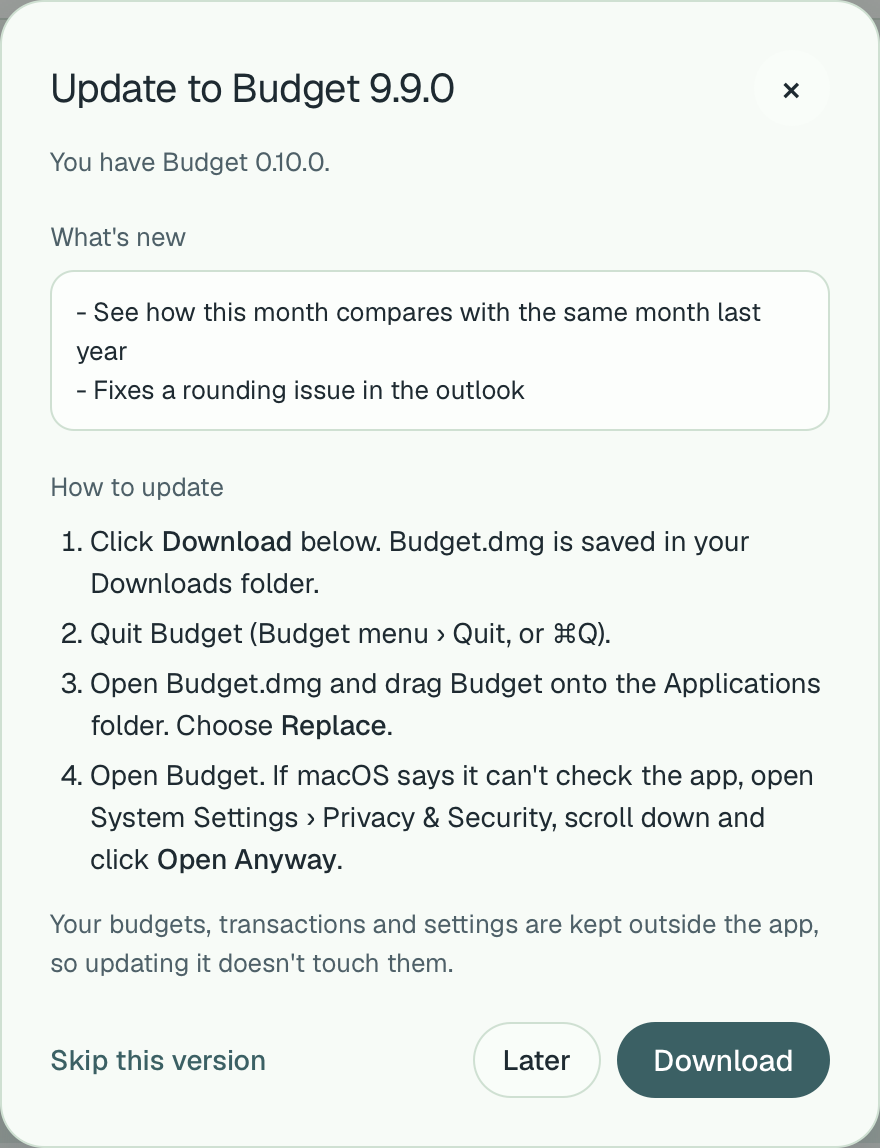 Update to Budget 9.9.0
×
You have Budget 0.10.0.
What's new
- See how this month compares with the same month last
year
- Fixes a rounding issue in the outlook
How to update
1. Click Download below. Budget.dmg is saved in your
Downloads folder.
2. Quit Budget (Budget menu › Quit, or ⌘Q).
3. Open Budget.dmg and drag Budget onto the Applications
folder. Choose Replace.
4. Open Budget. If macOS says it can't check the app, open
System Settings › Privacy & Security, scroll down and
click Open Anyway.
Your budgets, transactions and settings are kept outside the app,
so updating it doesn't touch them.
Skip this version
Later
Download